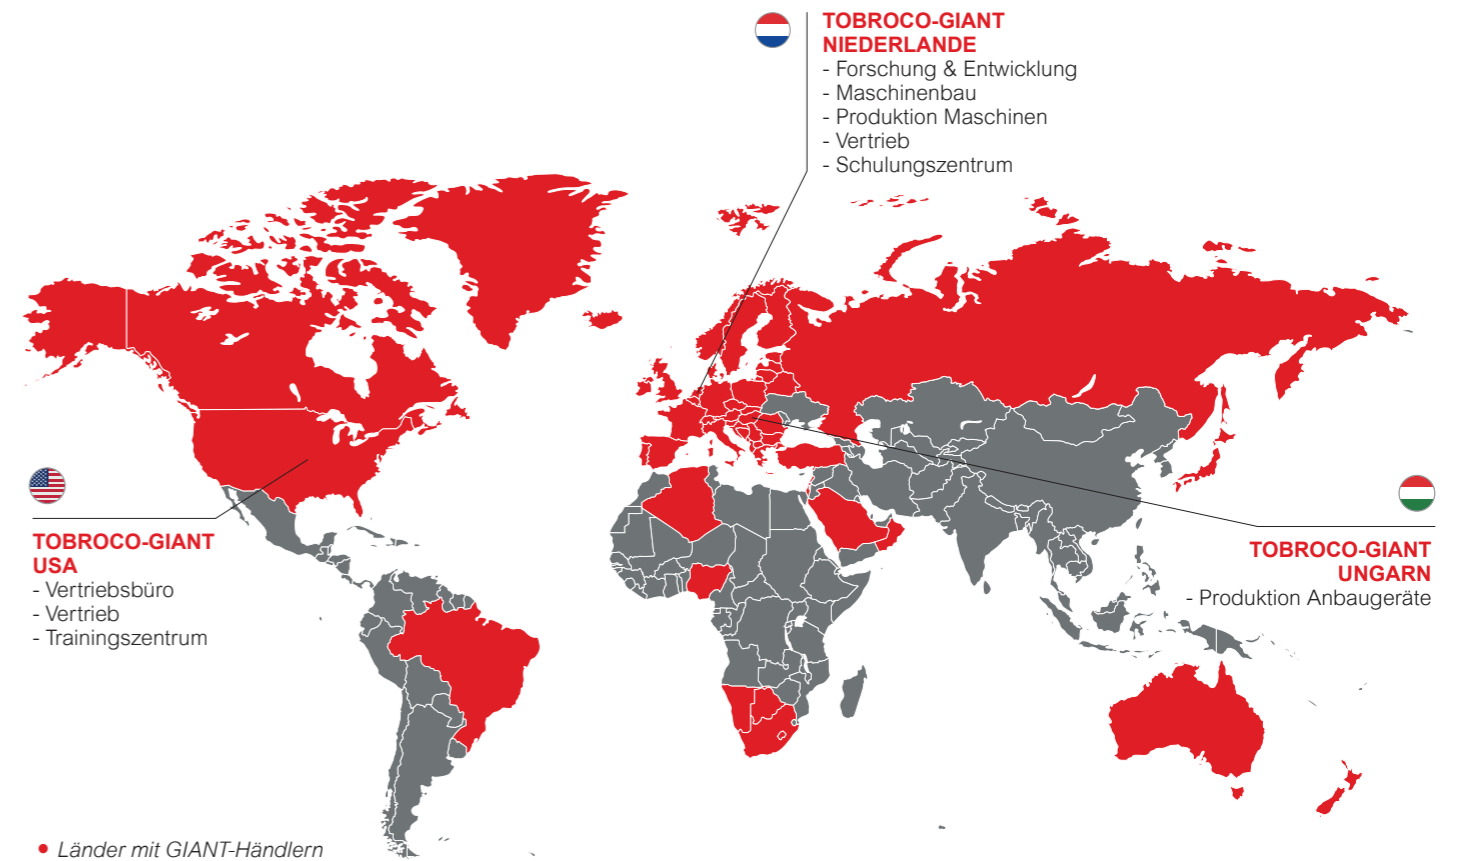 TOBROCO-GIANT
NIEDERLANDE
- Forschung & Entwicklung
- Maschinenbau
- Produktion Maschinen
- Vertrieb
- Schulungszentrum
TOBROCO-GIANT
USA
- Vertriebsbüro
- Vertrieb
- Trainingszentrum
TOBROCO-GIANT
UNGARN
- Produktion Anbaugeräte
• Länder mit GIANT-Händlern